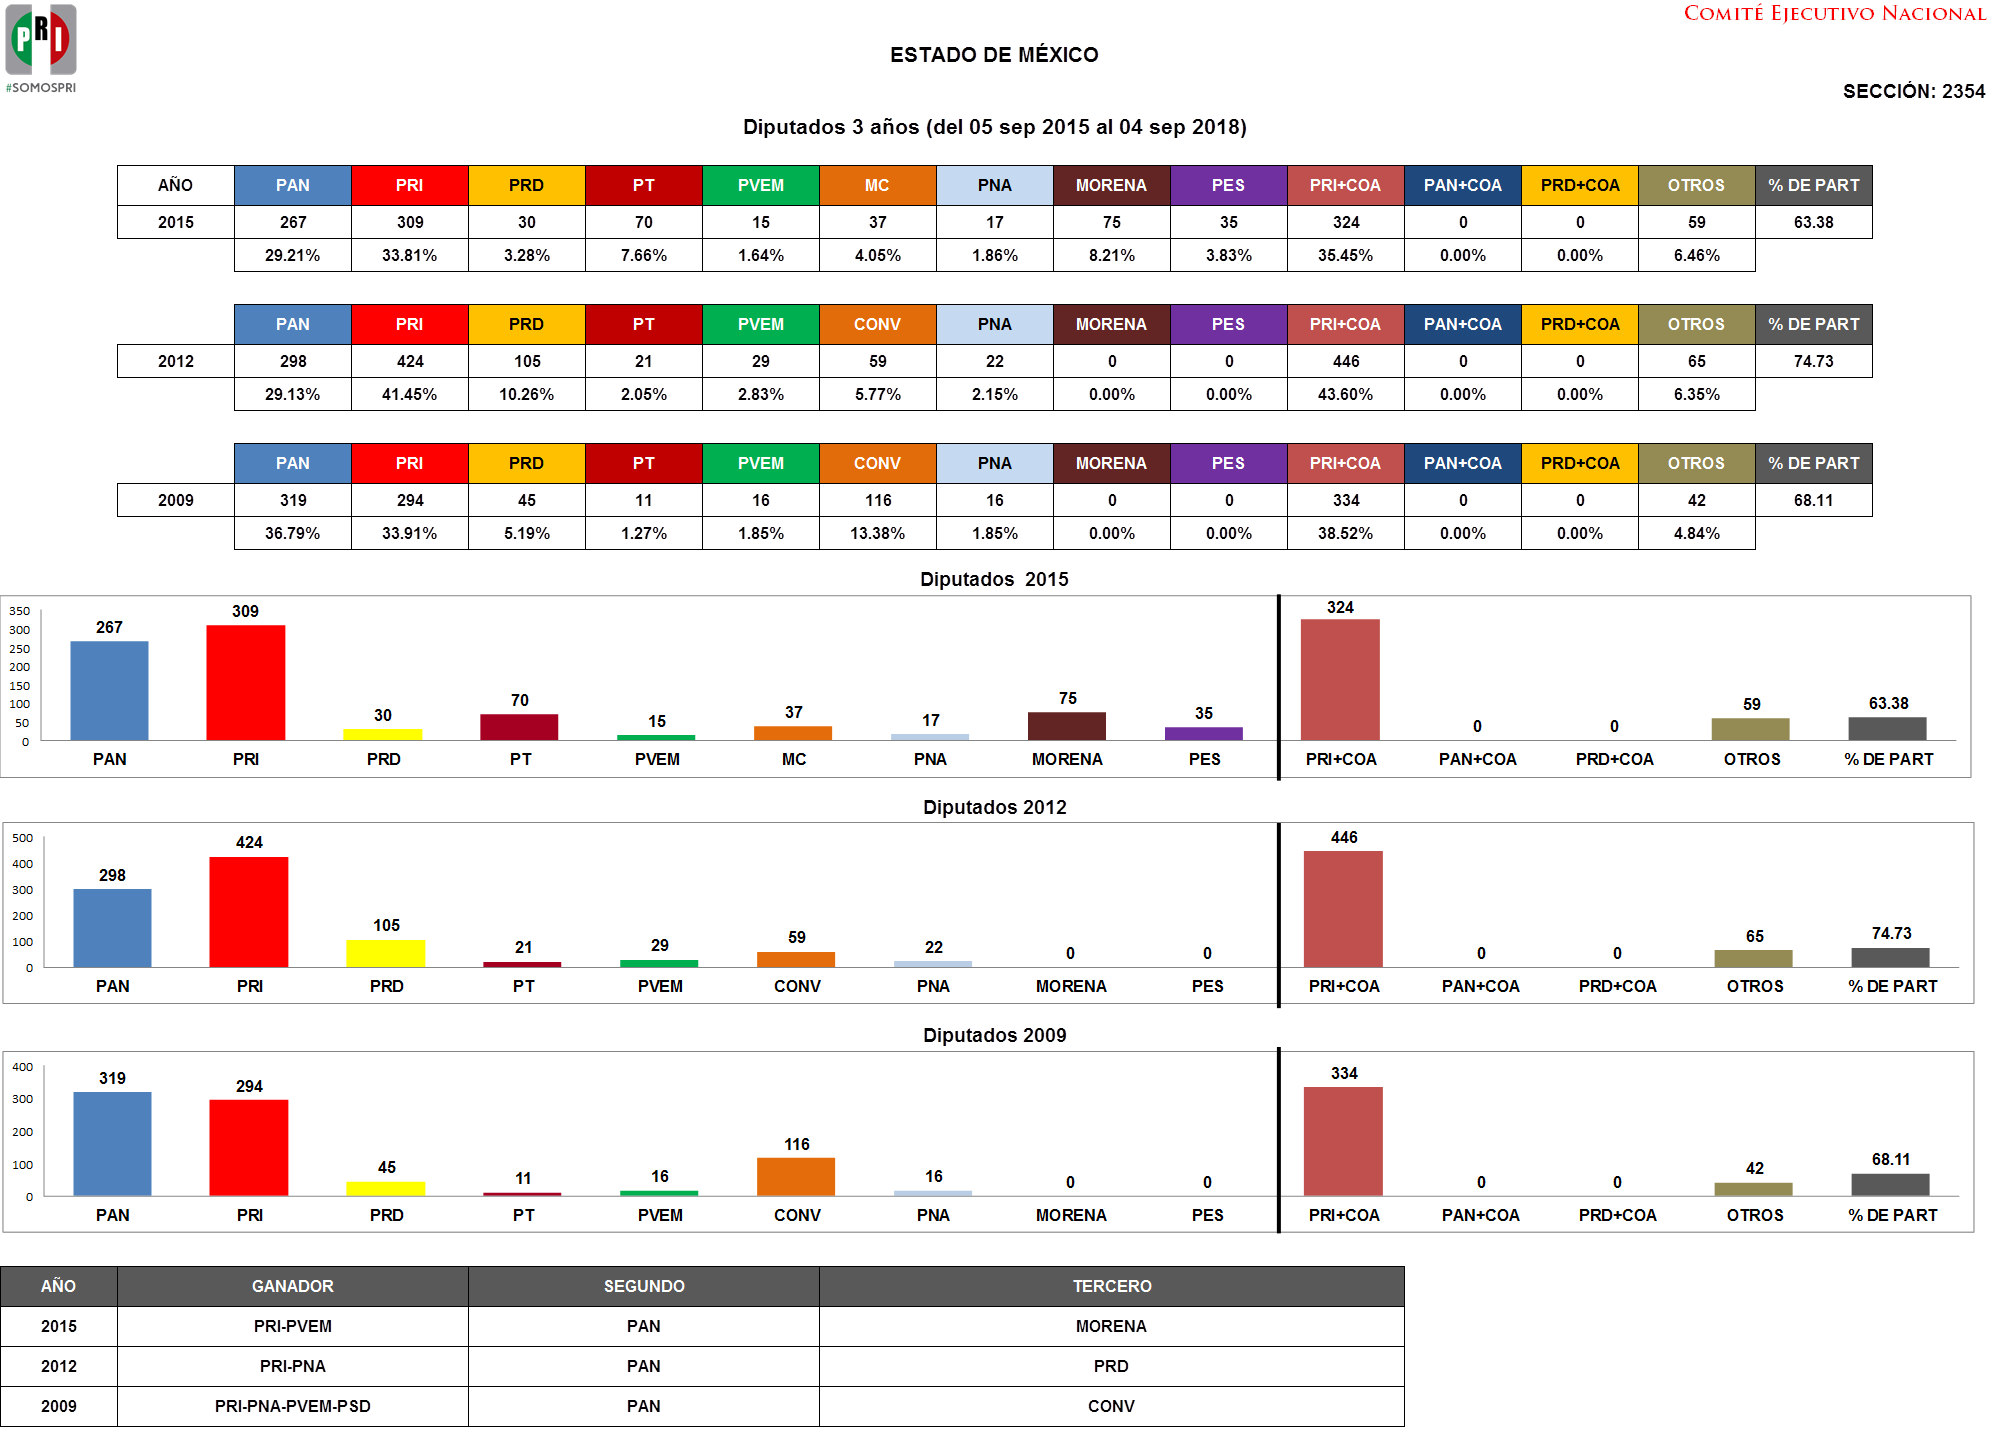 PRI
#SOMOSPRI
COMITÉ EJECUTIVO NACIONAL
ESTADO DE MÉXICO
SECCIÓN: 2354
Diputados 3 años (del 05 sep 2015 al 04 sep 2018)
AÑO PAN PRI PRD PT PVEM MC PNA MORENA PES PRI+COA PAN+COA PRD+COA OTROS % DE PART
2015 267 309 30 70 15 37 17 75 35 324 0 0 59 63.38
29.21% 33.81% 3.28% 7.66% 1.64% 4.05% 1.86% 8.21% 3.83% 35.45% 0.00% 0.00% 6.46%
PAN PRI PRD PT PVEM CONV PNA MORENA PES PRI+COA PAN+COA PRD+COA OTROS % DE PART
2012 298 424 105 21 29 59 22 0 0 446 0 0 65 74.73
29.13% 41.45% 10.26% 2.05% 2.83% 5.77% 2.15% 0.00% 0.00% 43.60% 0.00% 0.00% 6.35%
PAN PRI PRD PT PVEM CONV PNA MORENA PES PRI+COA PAN+COA PRD+COA OTROS % DE PART
2009 319 294 45 11 16 116 16 0 0 334 0 0 42 68.11
36.79% 33.91% 5.19% 1.27% 1.85% 13.38% 1.85% 0.00% 0.00% 38.52% 0.00% 0.00% 4.84%
Diputados 2015
350
300
250
200
150
100
50
0
267 309 30 70 15 37 17 75 35 324 0 0 59 63.38
PAN PRI PRD PT PVEM MC PNA MORENA PES PRI+COA PAN+COA PRD+COA OTROS % DE PART
Diputados 2012
500
400
300
200
100
0
298 424 105 21 29 59 22 0 0 446 0 0 65 74.73
PAN PRI PRD PT PVEM CONV PNA MORENA PES PRI+COA PAN+COA PRD+COA OTROS % DE PART
Diputados 2009
400
300
200
100
0
319 294 45 11 16 116 16 0 0 334 0 0 42 68.11
PAN PRI PRD PT PVEM CONV PNA MORENA PES PRI+COA PAN+COA PRD+COA OTROS % DE PART
AÑO GANADOR SEGUNDO TERCERO
2015 PRI-PVEM PAN MORENA
2012 PRI-PNA PAN PRD
2009 PRI-PNA-PVEM-PSD PAN CONV